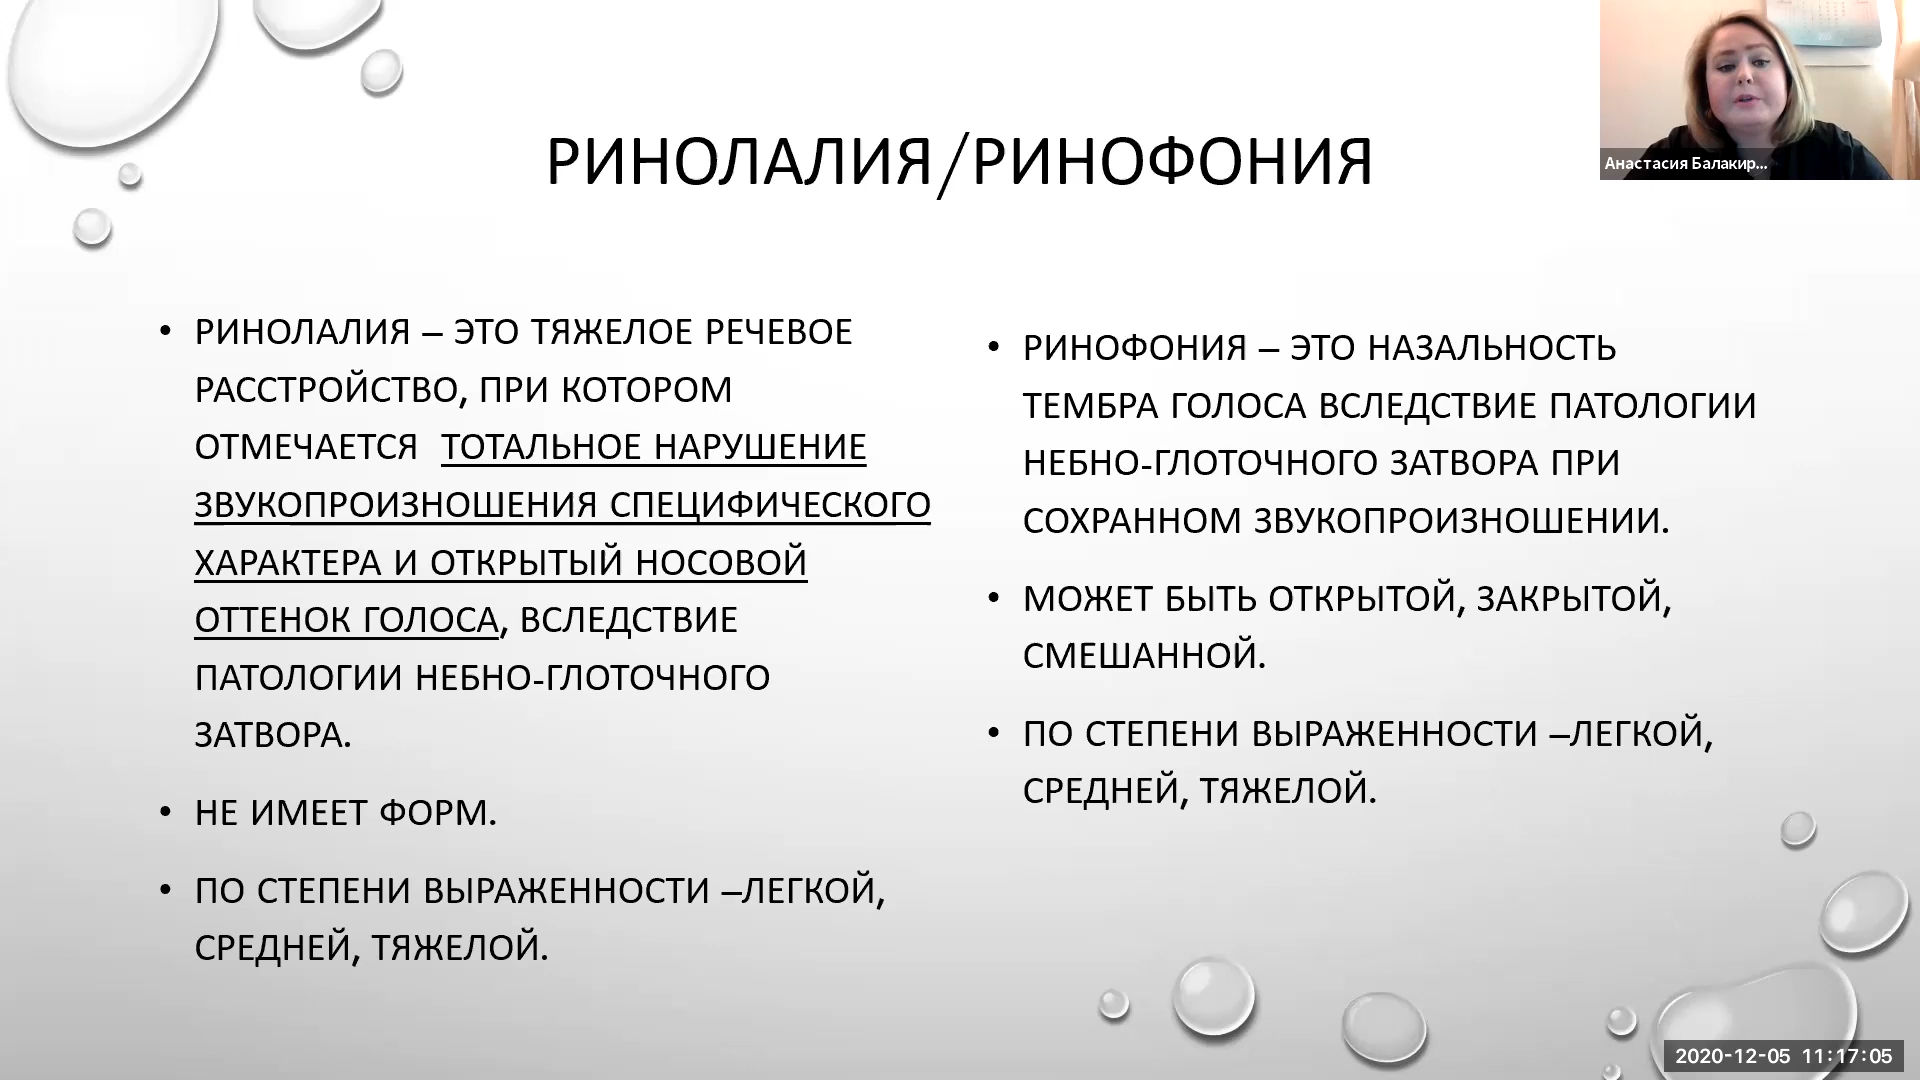 РИНОЛАЛИЯ/РИНОФОНИЯ
Анастасия Балакир...
• РИНОЛАЛИЯ – ЭТО ТЯЖЕЛОЕ РЕЧЕВОЕ
РАССТРОЙСТВО, ПРИ КОТОРОМ
ОТМЕЧАЕТСЯ ТОТАЛЬНОЕ НАРУШЕНИЕ
ЗВУКОПРОИЗНОШЕНИЯ СПЕЦИФИЧЕСКОГО
ХАРАКТЕРА И ОТКРЫТЫЙ НОСОВОЙ
ОТТЕНОК ГОЛОСА, ВСЛЕДСТВИЕ
ПАТОЛОГИИ НЕБНО-ГЛОТОЧНОГО
ЗАТВОРА.
• НЕ ИМЕЕТ ФОРМ.
• ПО СТЕПЕНИ ВЫРАЖЕННОСТИ –ЛЕГКОЙ,
СРЕДНЕЙ, ТЯЖЕЛОЙ.
• РИНОФОНИЯ – ЭТО НАЗАЛЬНОСТЬ
ТЕМБРА ГОЛОСА ВСЛЕДСТВИЕ ПАТОЛОГИИ
НЕБНО-ГЛОТОЧНОГО ЗАТВОРА ПРИ
СОХРАННОМ ЗВУКОПРОИЗНОШЕНИИ.
• МОЖЕТ БЫТЬ ОТКРЫТОЙ, ЗАКРЫТОЙ,
СМЕШАННОЙ.
• ПО СТЕПЕНИ ВЫРАЖЕННОСТИ –ЛЕГКОЙ,
СРЕДНЕЙ, ТЯЖЕЛОЙ.
2020-12-05 11:17:05